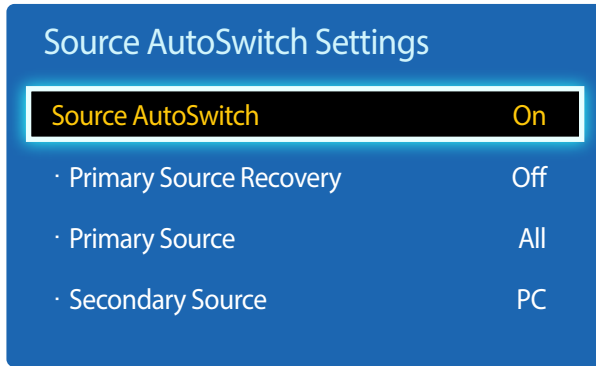 Source AutoSwitch Settings
Source AutoSwitch On
· Primary Source Recovery Off
· Primary Source All
· Secondary Source PC